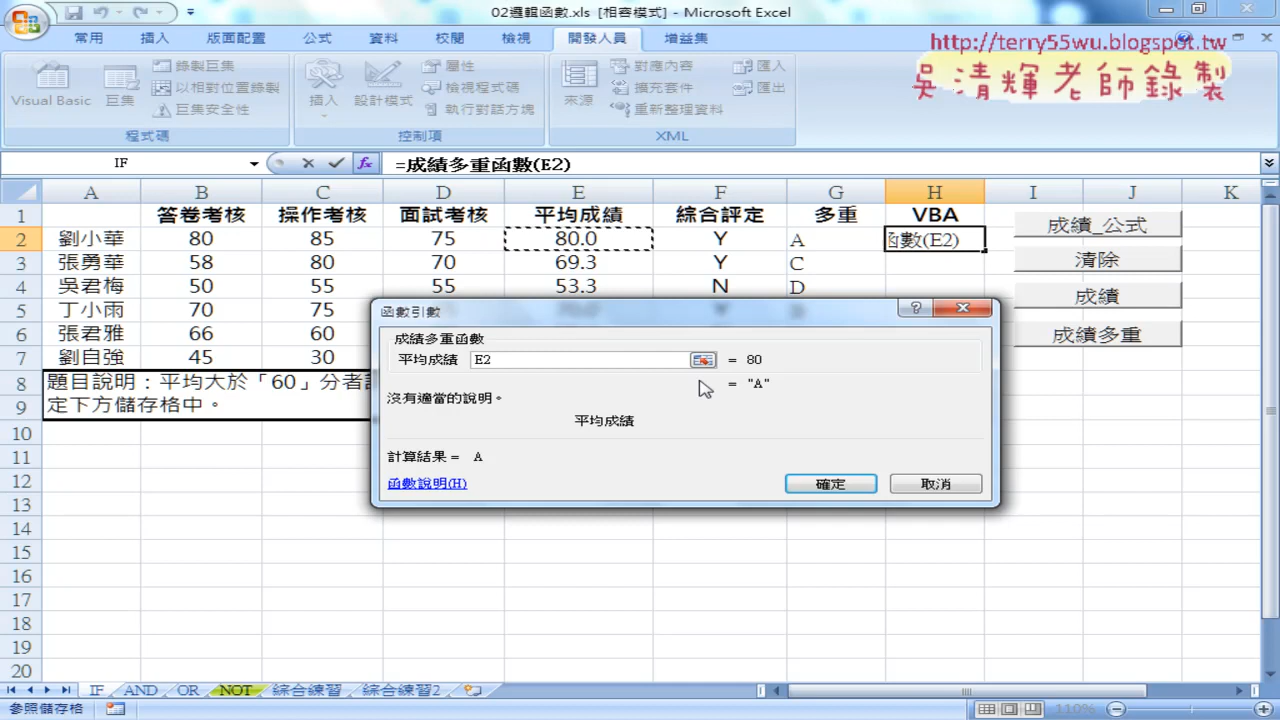 02邏輯函數.xls [相容模式] - Microsoft Excel
常用 插入 版面配置 公式 資料 校閱 檢視 開發人員 增益集
http://terry55wu.blogspot.tw
吳清輝老師錄製
Visual Basic 巨集 錄製巨集 以相對位置錄製 巨集安全性
插入 設計模式 屬性 檢視程式碼 執行對話方塊
來源 對應內容 擴充套件 重新整理資料 匯入 匯出
程式碼 控制項 XML
IF =成績多重函數(E2)
A B C D E F G H I J K
1 答卷考核 操作考核 面試考核 平均成績 綜合評定 多重 VBA
2 劉小華 80 85 75 80.0 Y A 函數(E2)
3 張勇華 58 80 70 69.3 Y C
4 吳君梅 50 55 55 53.3 N D
5 丁小雨 70 75
6 張君雅 66 60
7 劉自強 45 30
8 題目說明：平均大於「60」分者
9 定下方儲存格中。
10
11
12
13
14
15
16
17
18
19
20
成績_公式
清除
成績
成績多重
函數引數
成績多重函數
平均成績 E2 = 80
= "A"
沒有適當的說明。
平均成績
計算結果 = A
函數說明(H)
確定 取消
IF AND OR NOT 綜合練習 綜合練習2
參照儲存格 110%